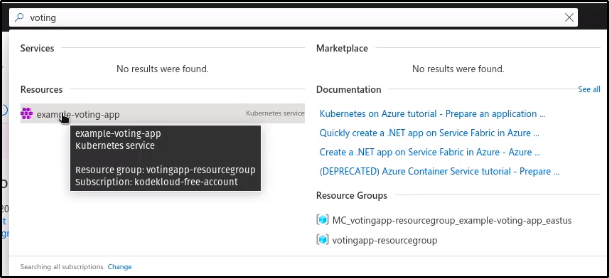 voting
Services
No results were found.
Resources
example-voting-app
Kubernetes service
example-voting-app
Kubernetes service
Resource group: votingapp-resourcegroup
Subscription: kodekloud-free-account
Marketplace
No results were found.
Documentation
See all
Kubernetes on Azure tutorial - Prepare an application ...
Quickly create a .NET app on Service Fabric in Azure ...
Create a .NET app on Service Fabric in Azure - Azure ...
(DEPRECATED) Azure Container Service tutorial - Prepare ...
Resource Groups
MC_votingapp-resourcegroup_example-voting-app_eastus
votingapp-resourcegroup
Searching all subscriptions. Change